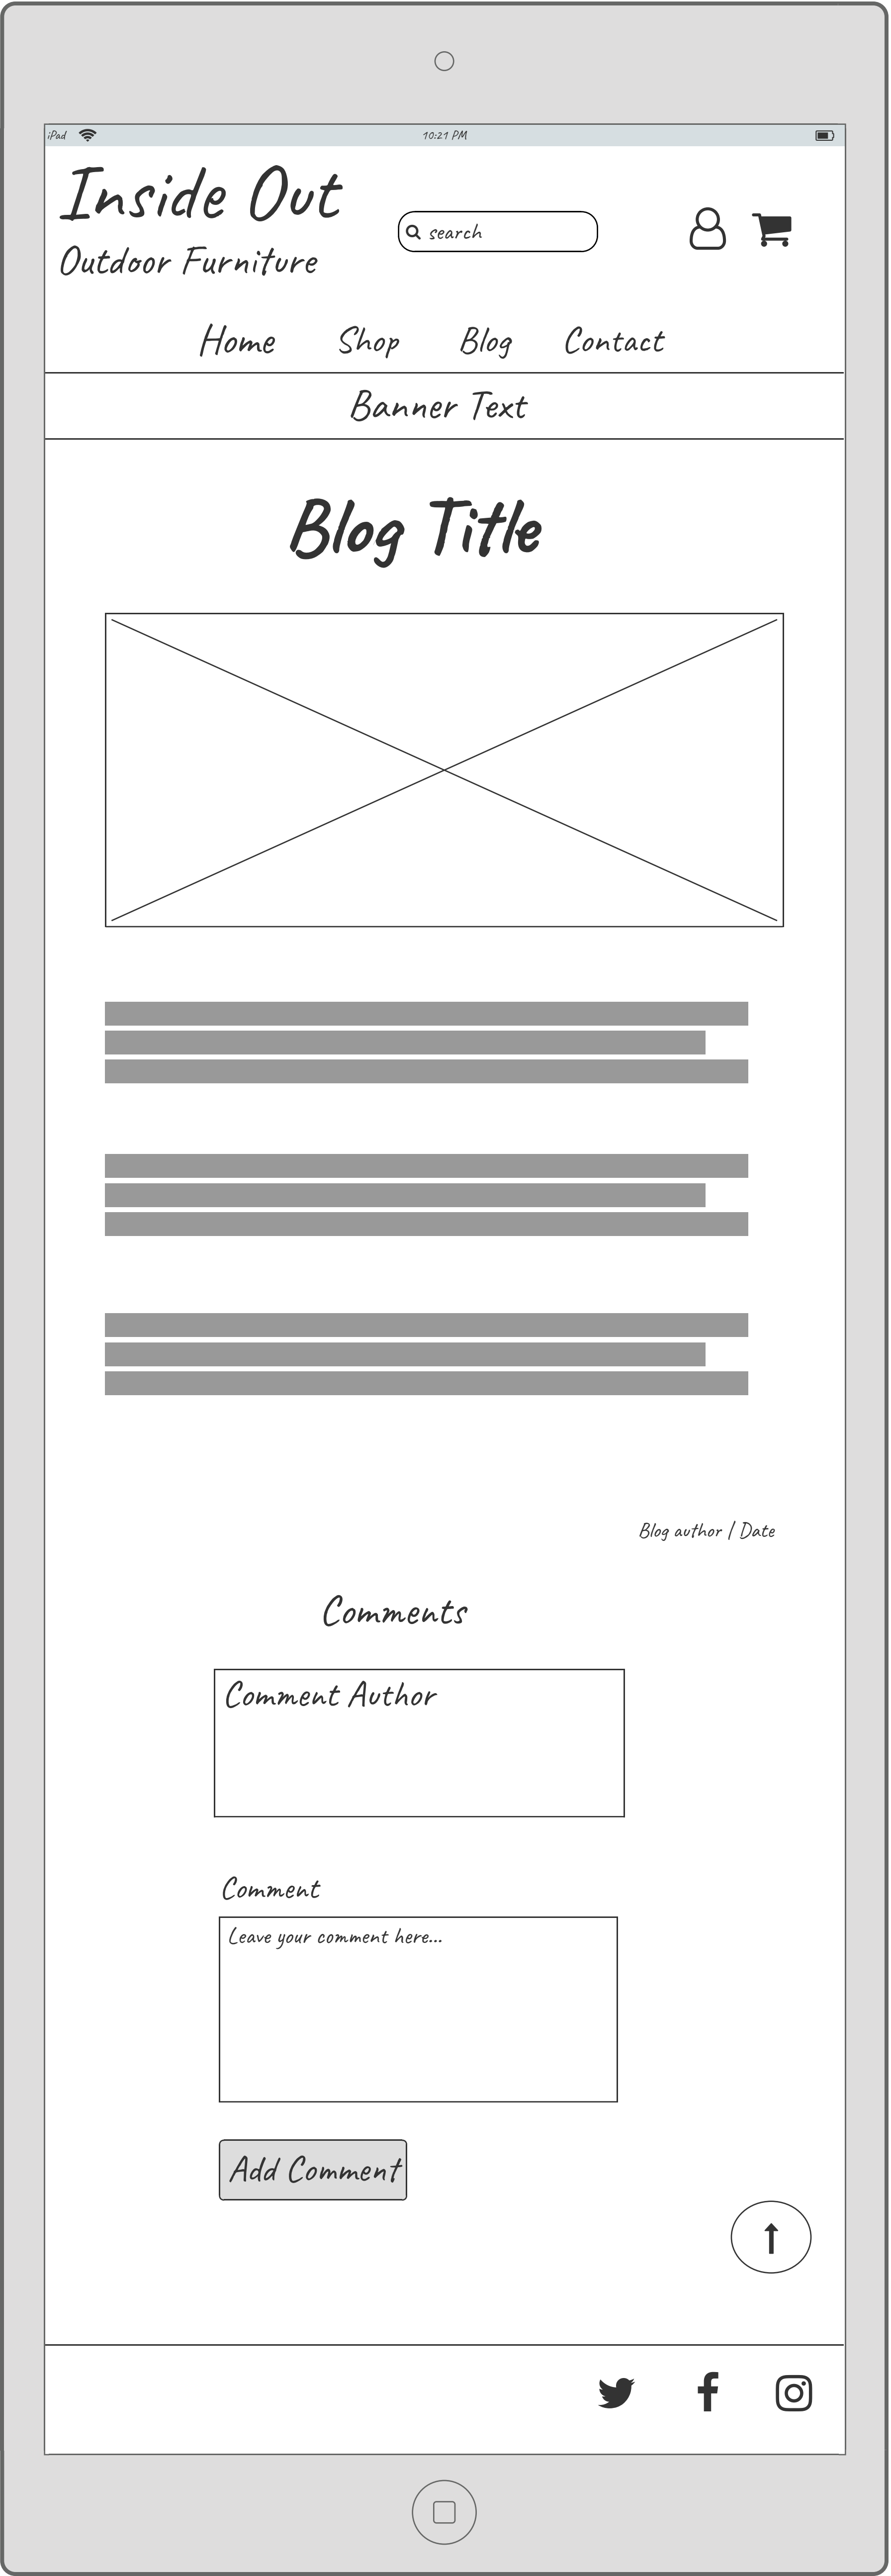 iPad 10:21 PM
Inside Out
Outdoor Furniture
search
Home Shop Blog Contact
Banner Text
Blog Title
Blog author | Date
Comments
Comment Author
Comment
Leave your comment here...
Add Comment